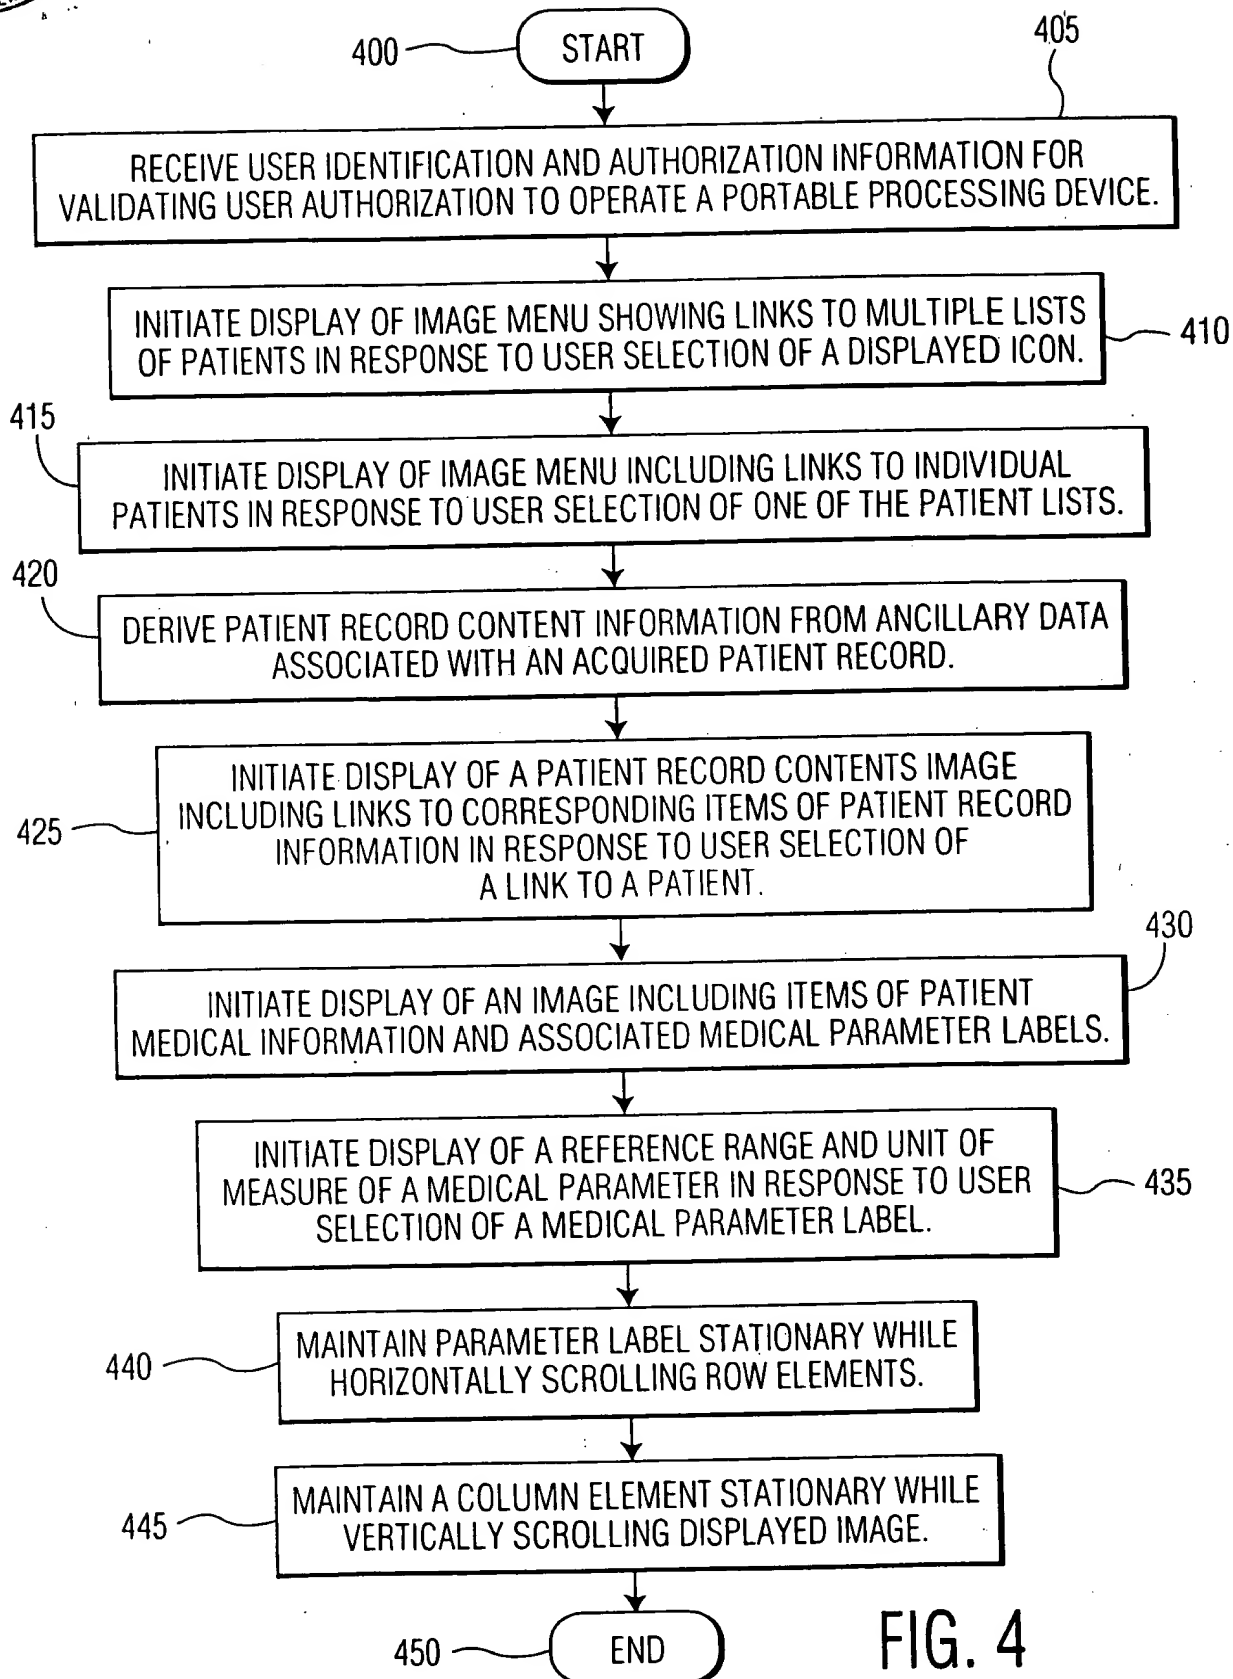 400
START
405
RECEIVE USER IDENTIFICATION AND AUTHORIZATION INFORMATION FOR
VALIDATING USER AUTHORIZATION TO OPERATE A PORTABLE PROCESSING DEVICE.
INITIATE DISPLAY OF IMAGE MENU SHOWING LINKS TO MULTIPLE LISTS
OF PATIENTS IN RESPONSE TO USER SELECTION OF A DISPLAYED ICON.
410
415
INITIATE DISPLAY OF IMAGE MENU INCLUDING LINKS TO INDIVIDUAL
PATIENTS IN RESPONSE TO USER SELECTION OF ONE OF THE PATIENT LISTS.
420
DERIVE PATIENT RECORD CONTENT INFORMATION FROM ANCILLARY DATA
ASSOCIATED WITH AN ACQUIRED PATIENT RECORD.
425
INITIATE DISPLAY OF A PATIENT RECORD CONTENTS IMAGE
INCLUDING LINKS TO CORRESPONDING ITEMS OF PATIENT RECORD
INFORMATION IN RESPONSE TO USER SELECTION OF
A LINK TO A PATIENT.
430
INITIATE DISPLAY OF AN IMAGE INCLUDING ITEMS OF PATIENT
MEDICAL INFORMATION AND ASSOCIATED MEDICAL PARAMETER LABELS.
INITIATE DISPLAY OF A REFERENCE RANGE AND UNIT OF
MEASURE OF A MEDICAL PARAMETER IN RESPONSE TO USER
SELECTION OF A MEDICAL PARAMETER LABEL.
435
440
MAINTAIN PARAMETER LABEL STATIONARY WHILE
HORIZONTALLY SCROLLING ROW ELEMENTS.
445
MAINTAIN A COLUMN ELEMENT STATIONARY WHILE
VERTICALLY SCROLLING DISPLAYED IMAGE.
450
END
FIG. 4